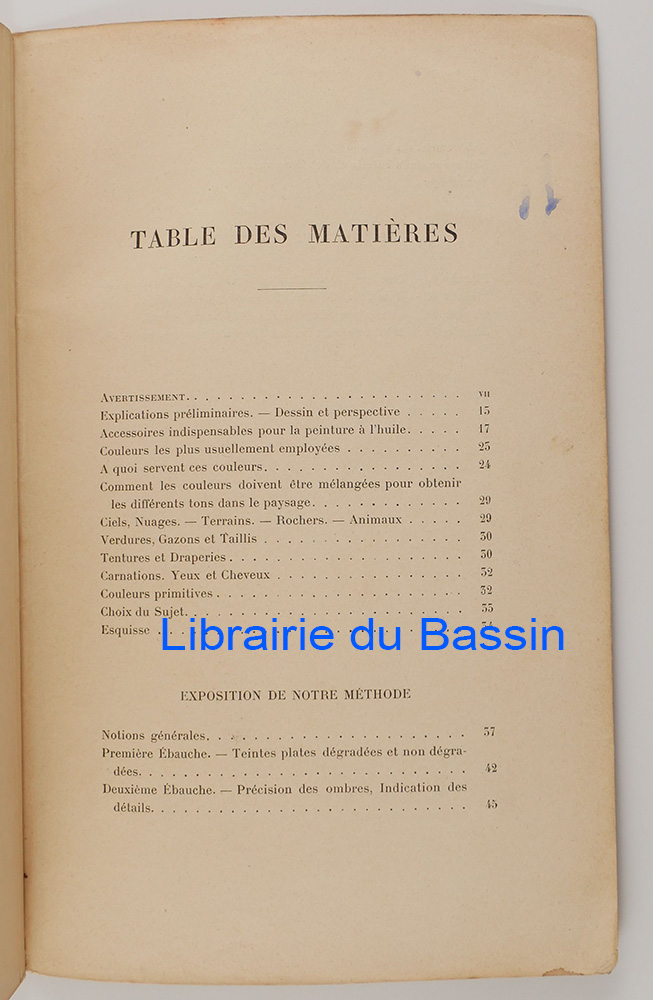 TABLE DES MATIÈRES
AVERTISSEMENT. . . . . . . . . . . . . . . . . . . . . . . VII
Explications préliminaires. — Dessin et perspective . . . . . 15
Accessoires indispensables pour la peinture à l'huile. . . . . 17
Couleurs les plus usuellement employées . . . . . . . . . . 23
A quoi servent ces couleurs. . . . . . . . . . . . . . . . . 24
Comment les couleurs doivent être mélangées pour obtenir
les différents tons dans le paysage. . . . . . . . . . . . . 29
Ciels, Nuages. — Terrains. — Rochers. — Animaux . . . . . 29
Verdures, Gazons et Taillis . . . . . . . . . . . . . . . . . 30
Tentures et Draperies. . . . . . . . . . . . . . . . . . . . 30
Carnations. Yeux et Cheveux . . . . . . . . . . . . . . . . 32
Couleurs primitives. . . . . . . . . . . . . . . . . . . . . 32
Choix du Sujet. . . . . . . . . . . . . . . . . . . . . . . 33
Esquisse . . . . . . . . . . . . . . . . . . . . . . . . .
Librairie du Bassin
EXPOSITION DE NOTRE MÉTHODE
Notions générales. . . . . . . . . . . . . . . . . . . . . . 37
Première Ébauche. — Teintes plates dégradées et non dégra-
dées. . . . . . . . . . . . . . . . . . . . . . . . . . . . 42
Deuxième Ébauche. — Précision des ombres, Indication des
détails. . . . . . . . . . . . . . . . . . . . . . . . . . . 45